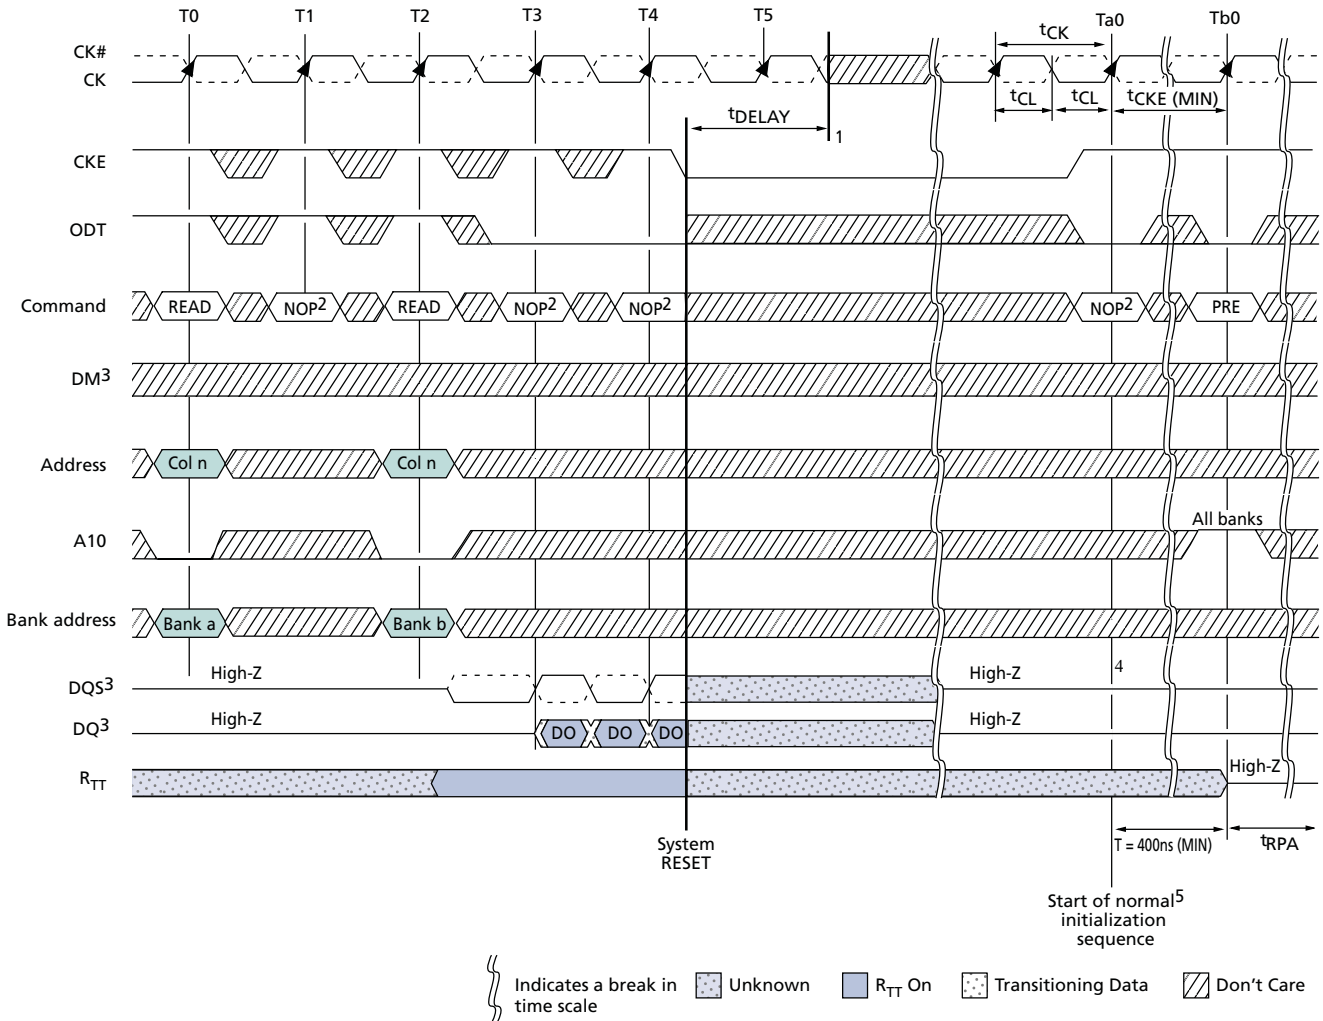 T0 T1 T2 T3 T4 T5 Ta0 Tb0
CK#
CK
tCK
tCL tCL tCKE (MIN)
tDELAY
1
CKE
ODT
Command READ NOP2 READ NOP2 NOP2 NOP2 PRE
DM3
Address Col n Col n
All banks
A10
Bank address Bank a Bank b
4
DQS3 High-Z High-Z
DQ3 High-Z DO DO DO High-Z
RTT High-Z
System
RESET
T = 400ns (MIN) tRPA
Start of normal5
initialization
sequence
Indicates a break in
time scale
Unknown
RTT On
Transitioning Data
Don't Care